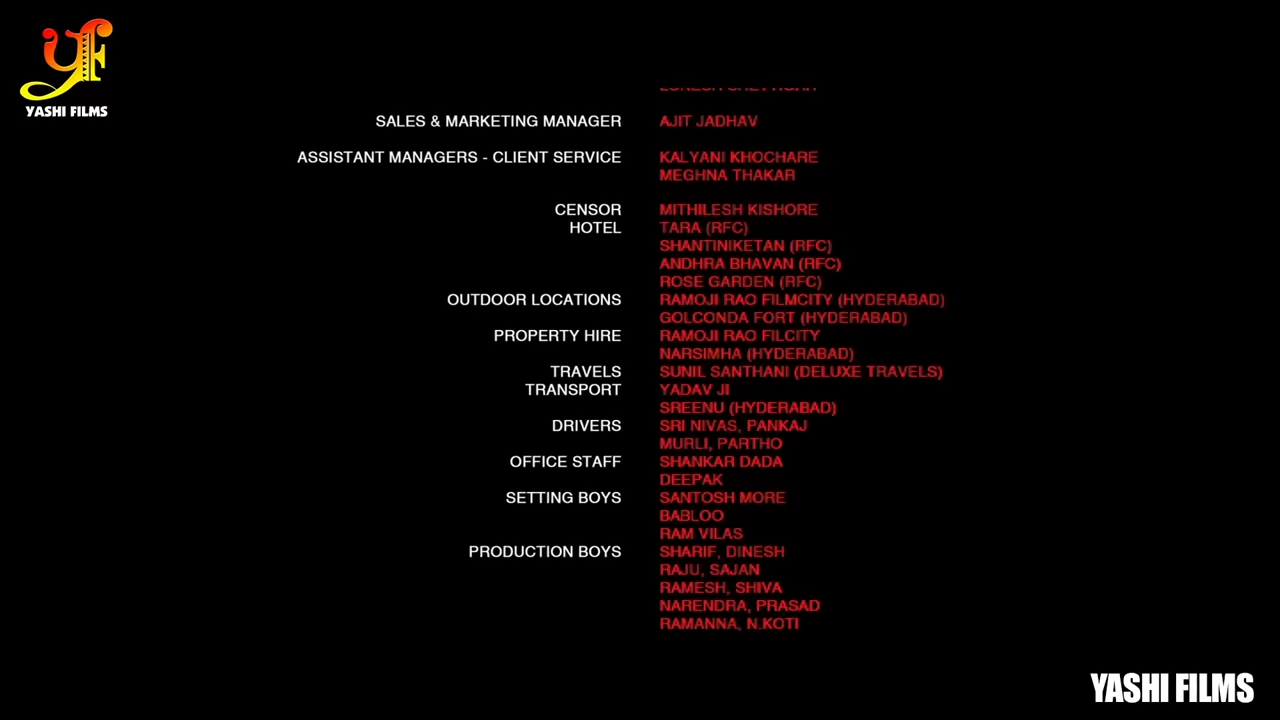 YASHI FILMS
SALES & MARKETING MANAGER AJIT JADHAV
ASSISTANT MANAGERS - CLIENT SERVICE KALYANI KHOCHARE
MEGHNA THAKAR
CENSOR MITHILESH KISHORE
HOTEL TARA (RFC)
SHANTINIKETAN (RFC)
ANDHRA BHAVAN (RFC)
ROSE GARDEN (RFC)
OUTDOOR LOCATIONS RAMOJI RAO FILMCITY (HYDERABAD)
GOLCONDA FORT (HYDERABAD)
PROPERTY HIRE RAMOJI RAO FILCITY
NARSIMHA (HYDERABAD)
TRAVELS SUNIL SANTHANI (DELUXE TRAVELS)
TRANSPORT YADAV JI
SREENU (HYDERABAD)
DRIVERS SRI NIVAS, PANKAJ
MURLI, PARTHO
OFFICE STAFF SHANKAR DADA
DEEPAK
SETTING BOYS SANTOSH MORE
BABLOO
RAM VILAS
PRODUCTION BOYS SHARIF, DINESH
RAJU, SAJAN
RAMESH, SHIVA
NARENDRA, PRASAD
RAMANNA, N.KOTI
YASHI FILMS